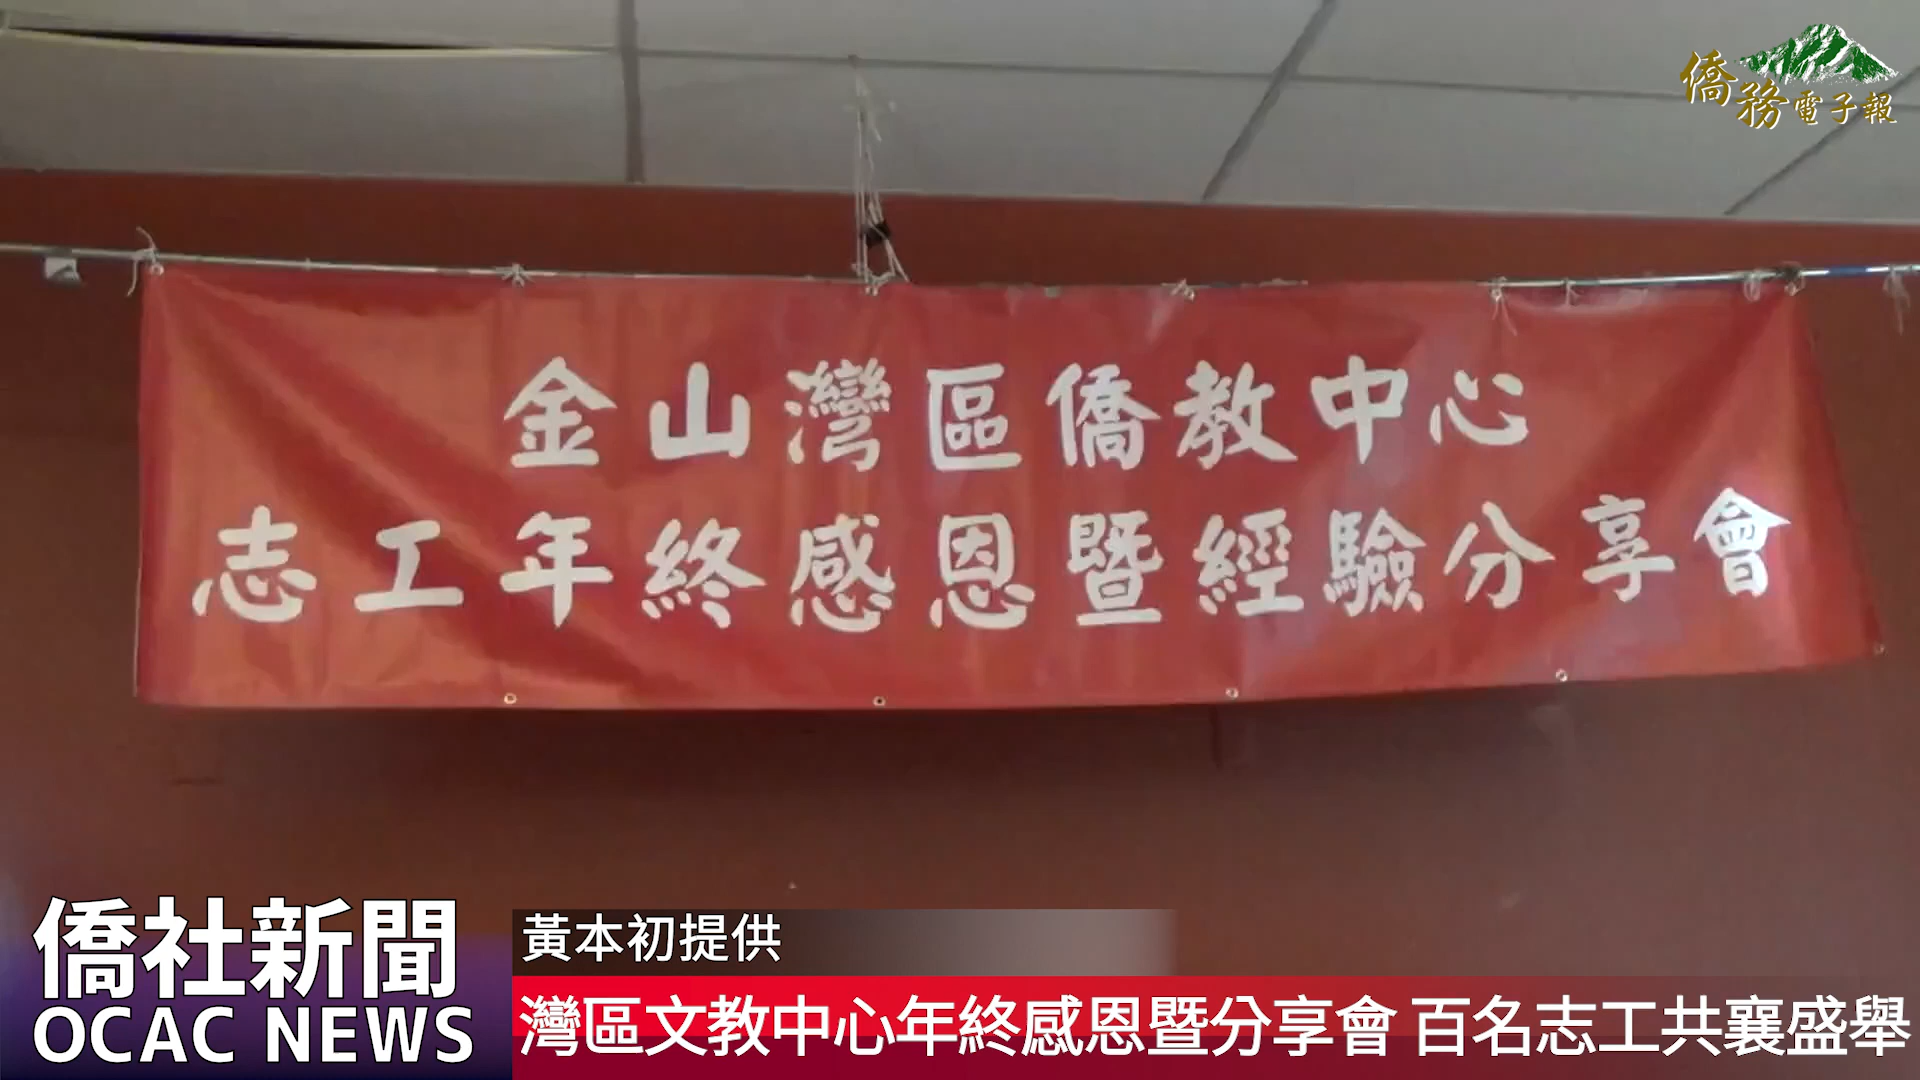 僑務電子報
金山灣區僑教中心
志工年終感恩暨經驗分享會
僑社新聞
OCAC NEWS
黃本初提供
灣區文教中心年終感恩暨分享會 百名志工共襄盛舉